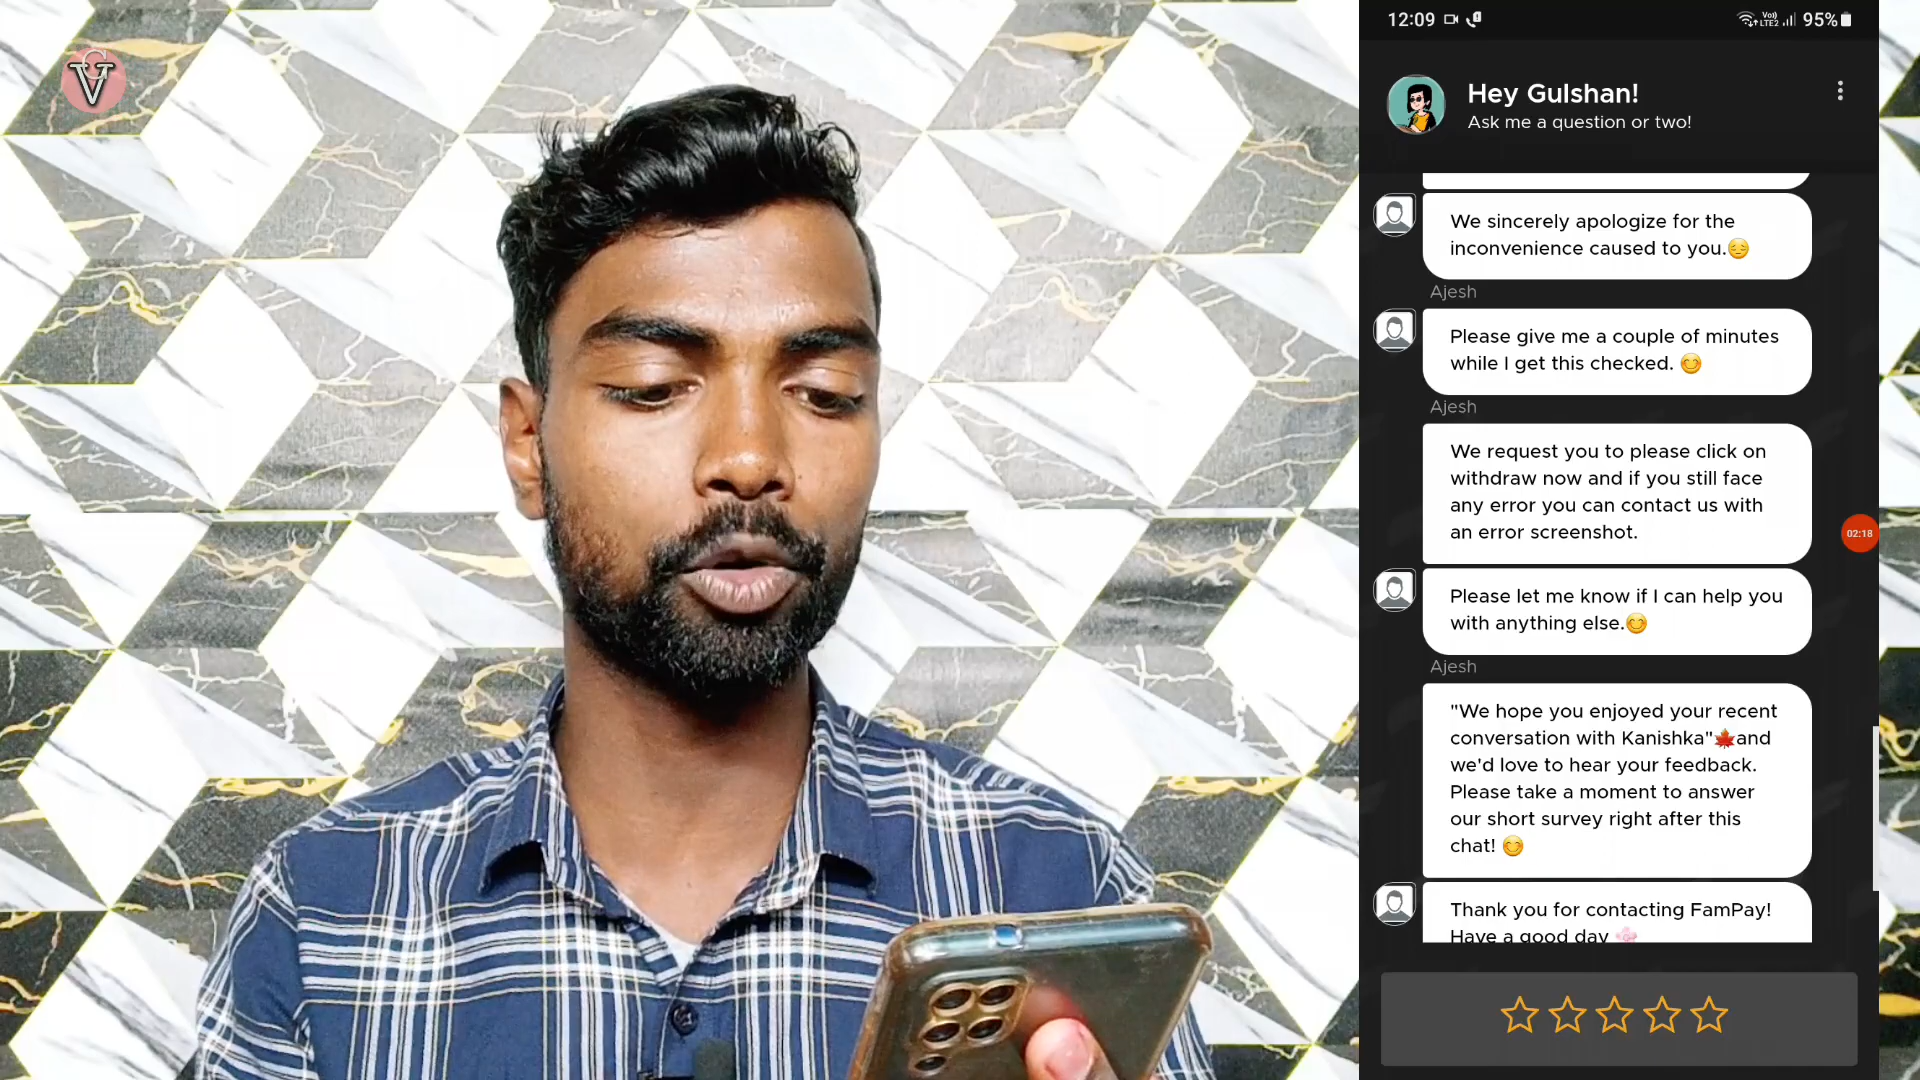 GV
12:09
Vo)) LTE2 95%
Hey Gulshan!
Ask me a question or two!
We sincerely apologize for the
inconvenience caused to you.😔
Ajesh
Please give me a couple of minutes
while I get this checked. 😊
Ajesh
We request you to please click on
withdraw now and if you still face
any error you can contact us with
an error screenshot.
02:18
Please let me know if I can help you
with anything else.😊
Ajesh
"We hope you enjoyed your recent
conversation with Kanishka"🍁and
we'd love to hear your feedback.
Please take a moment to answer
our short survey right after this
chat! 😊
Thank you for contacting FamPay!
Have a good day 🌸